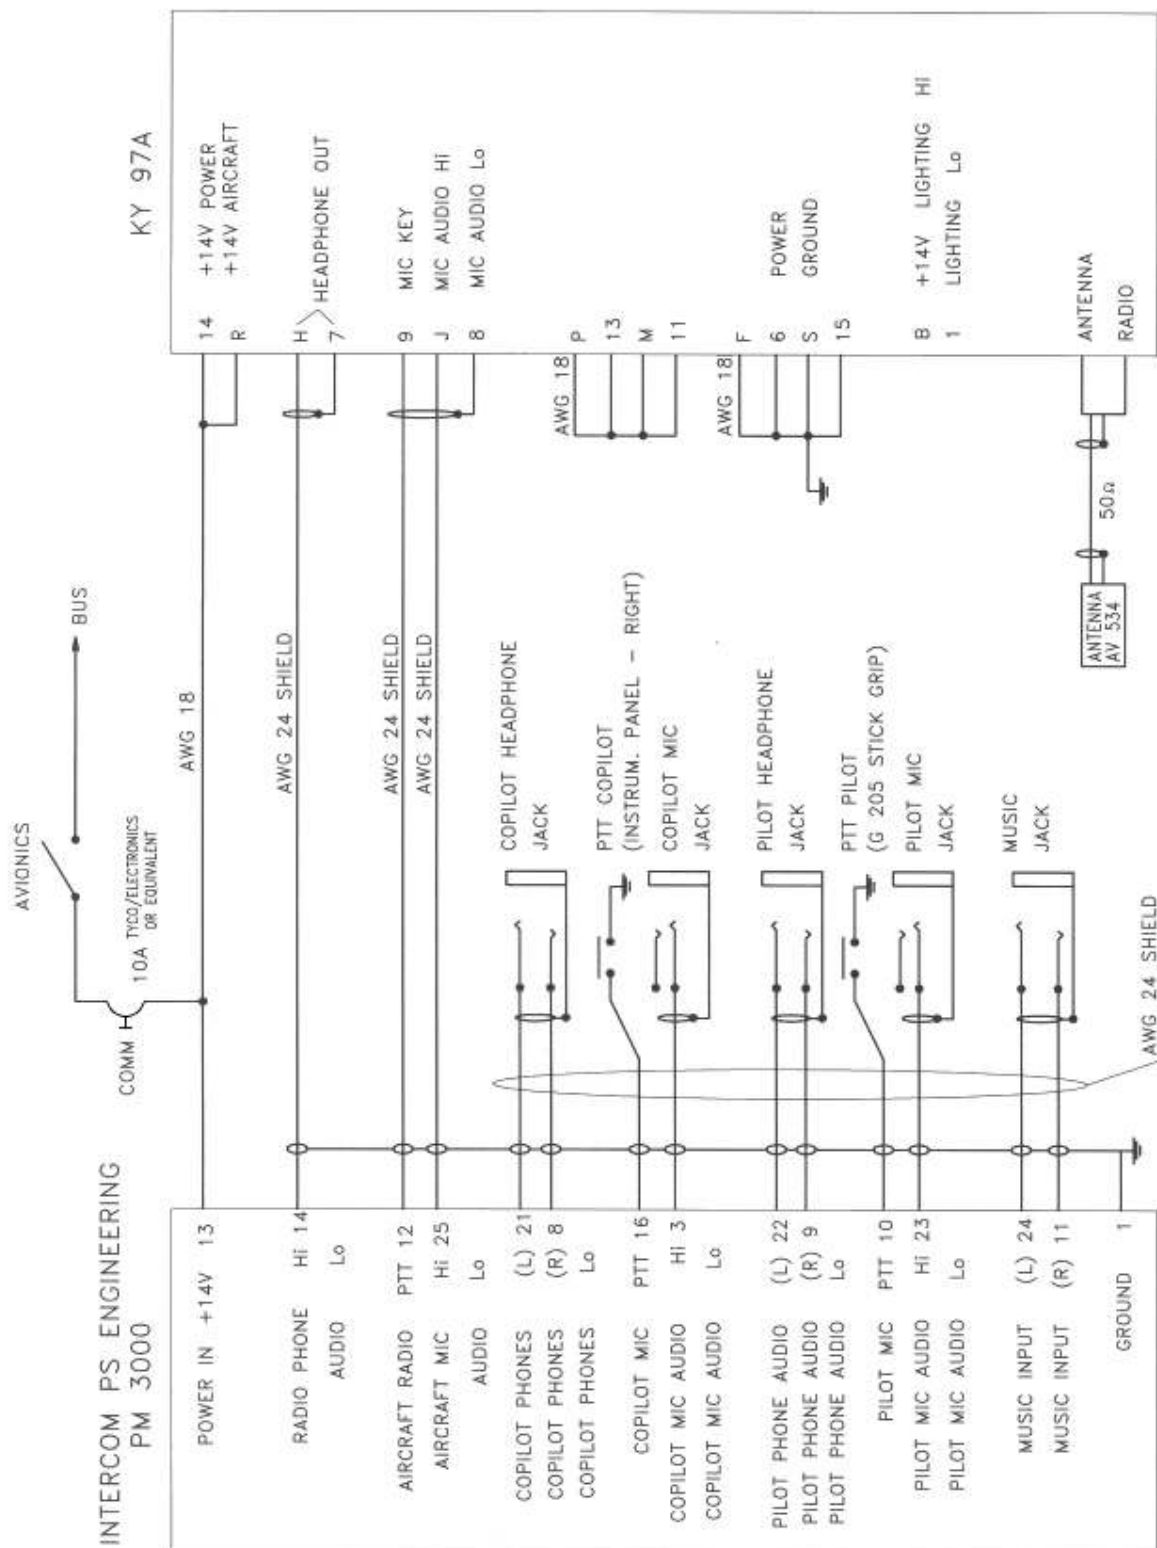 INTERCOM PS ENGINEERING
PM 3000
POWER IN +14V 13
RADIO PHONE Hi 14
AUDIO Lo
AIRCRAFT RADIO PTT 12
AIRCRAFT MIC Hi 25
AUDIO Lo
COPILOT PHONES (L) 21
COPILOT PHONES (R) 8
COPILOT PHONES Lo
COPILOT MIC PTT 16
COPILOT MIC AUDIO Hi 3
COPILOT MIC AUDIO Lo
PILOT PHONE AUDIO (L) 22
PILOT PHONE AUDIO (R) 9
PILOT PHONE AUDIO Lo
PILOT MIC PTT 10
PILOT MIC AUDIO Hi 23
PILOT MIC AUDIO Lo
MUSIC INPUT (L) 24
MUSIC INPUT (R) 11
GROUND 1
AVIONICS
BUS
COMM
10A TYCO/ELECTRONICS
OR EQUIVALENT
AWG 18
AWG 24 SHIELD
AWG 24 SHIELD
AWG 24 SHIELD
COPILOT HEADPHONE
JACK
PTT COPILOT
(INSTRUM. PANEL – RIGHT)
COPILOT MIC
JACK
PILOT HEADPHONE
JACK
PTT PILOT
(G 205 STICK GRIP)
PILOT MIC
JACK
MUSIC
JACK
AWG 24 SHIELD
AWG 18
AWG 18
50Ω
ANTENNA
AV 534
KY 97A
14 +14V POWER
R +14V AIRCRAFT
H
HEADPHONE OUT
7
9 MIC KEY
J MIC AUDIO Hi
8 MIC AUDIO Lo
P
13
M
11
F
6 POWER
S GROUND
15
B +14V LIGHTING Hi
1 LIGHTING Lo
ANTENNA
RADIO